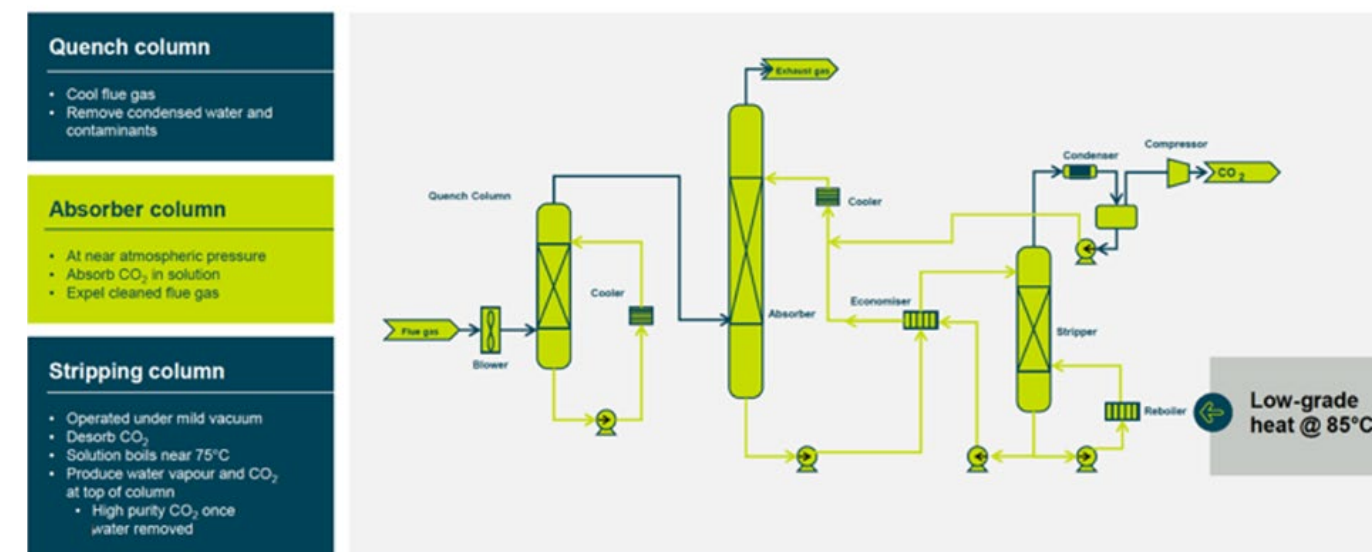 Quench column
• Cool flue gas
• Remove condensed water and
contaminants
Absorber column
• At near atmospheric pressure
• Absorb CO₂ in solution
• Expel cleaned flue gas
Stripping column
• Operated under mild vacuum
• Desorb CO₂
• Solution boils near 75°C
• Produce water vapour and CO₂
at top of column
• High purity CO₂ once
water removed
Exhaust gas
Compressor
Condenser
CO₂
Quench Column
Cooler
Cooler
Economiser
Absorber
Flue gas
Blower
Stripper
Reboiler
Low-grade
heat @ 85°C